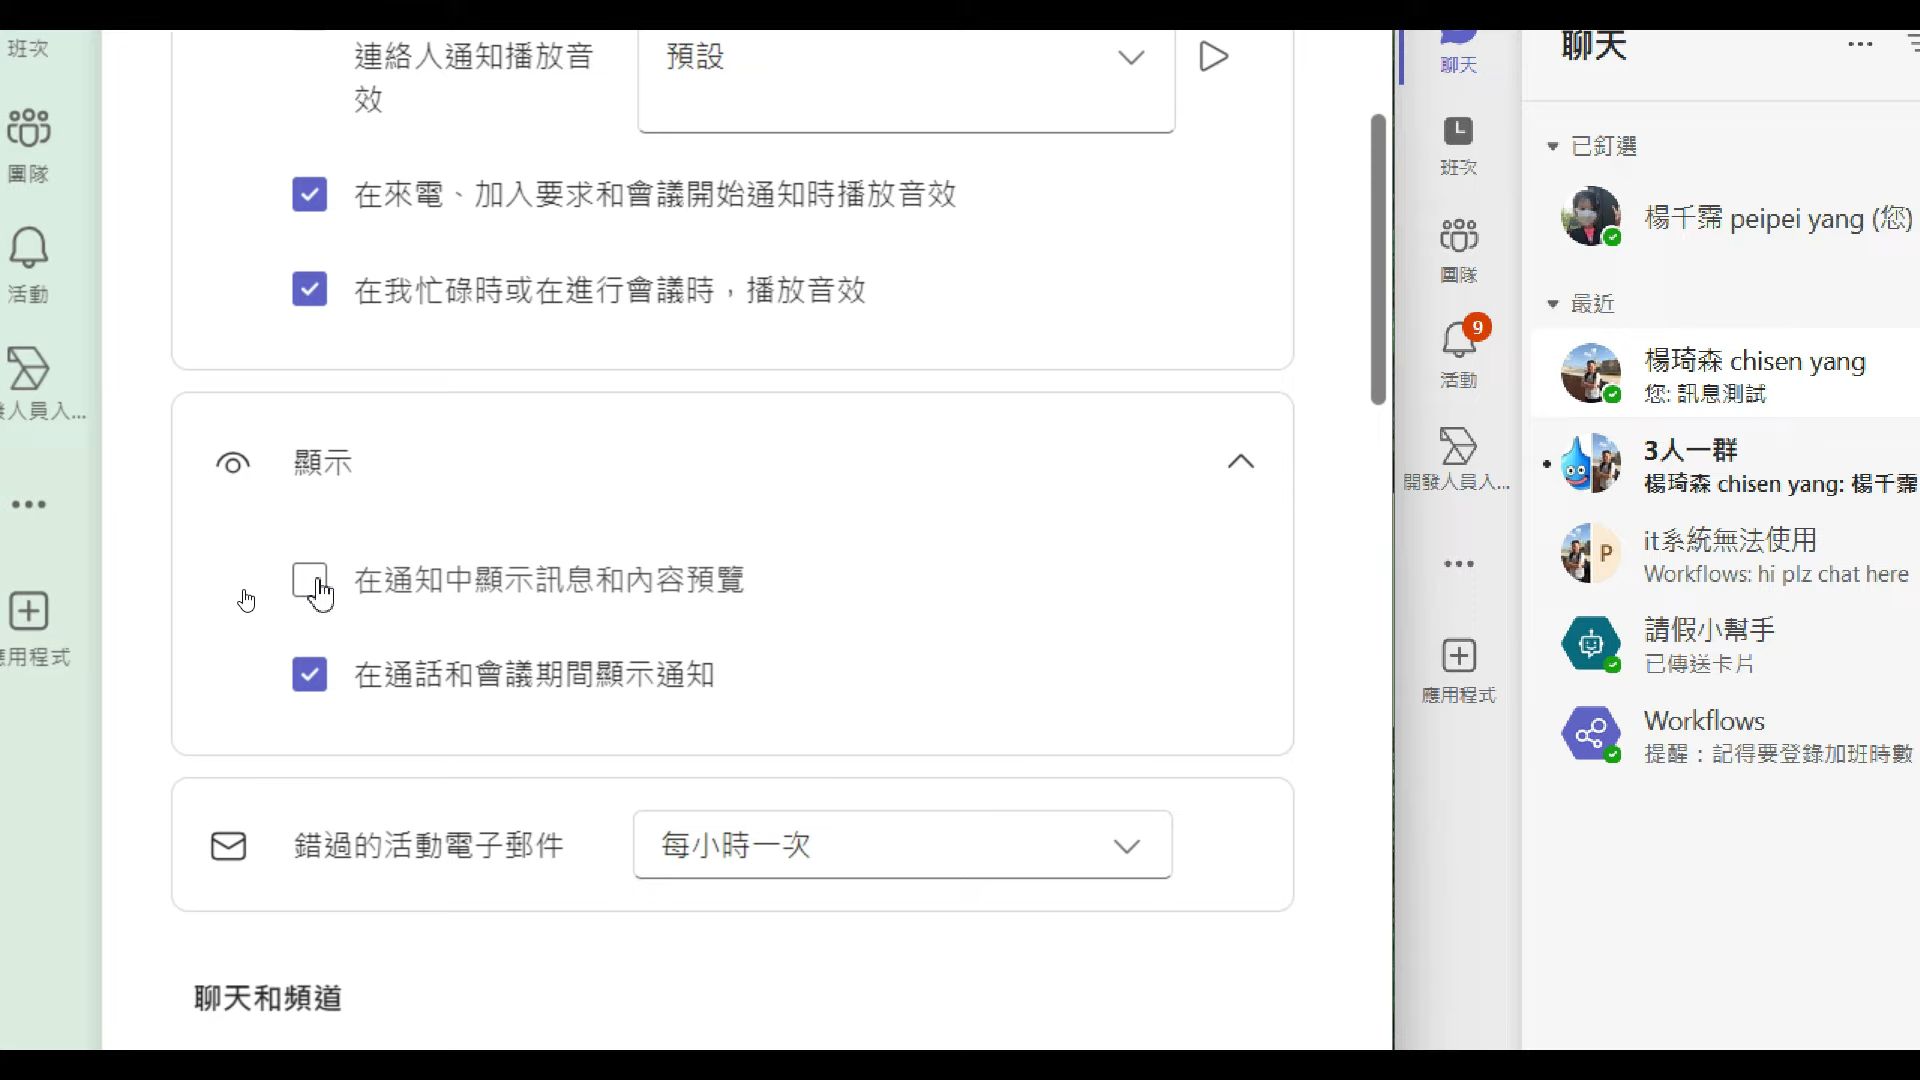 班次
團隊
活動
人員入...
用程式
連絡人通知播放音
效
預設
在來電、加入要求和會議開始通知時播放音效
在我忙碌時或在進行會議時，播放音效
顯示
在通知中顯示訊息和內容預覽
在通話和會議期間顯示通知
錯過的活動電子郵件
每小時一次
聊天和頻道
聊天
班次
團隊
9
活動
開發人員入...
應用程式
聊天
已釘選
楊千霈 peipei yang (您)
最近
楊琦森 chisen yang
您: 訊息測試
3人一群
楊琦森 chisen yang: 楊千霈
P
it系統無法使用
Workflows: hi plz chat here
請假小幫手
已傳送卡片
Workflows
提醒：記得要登錄加班時數